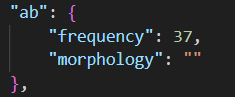 "ab": {
"frequency": 37,
"morphology": ""
},